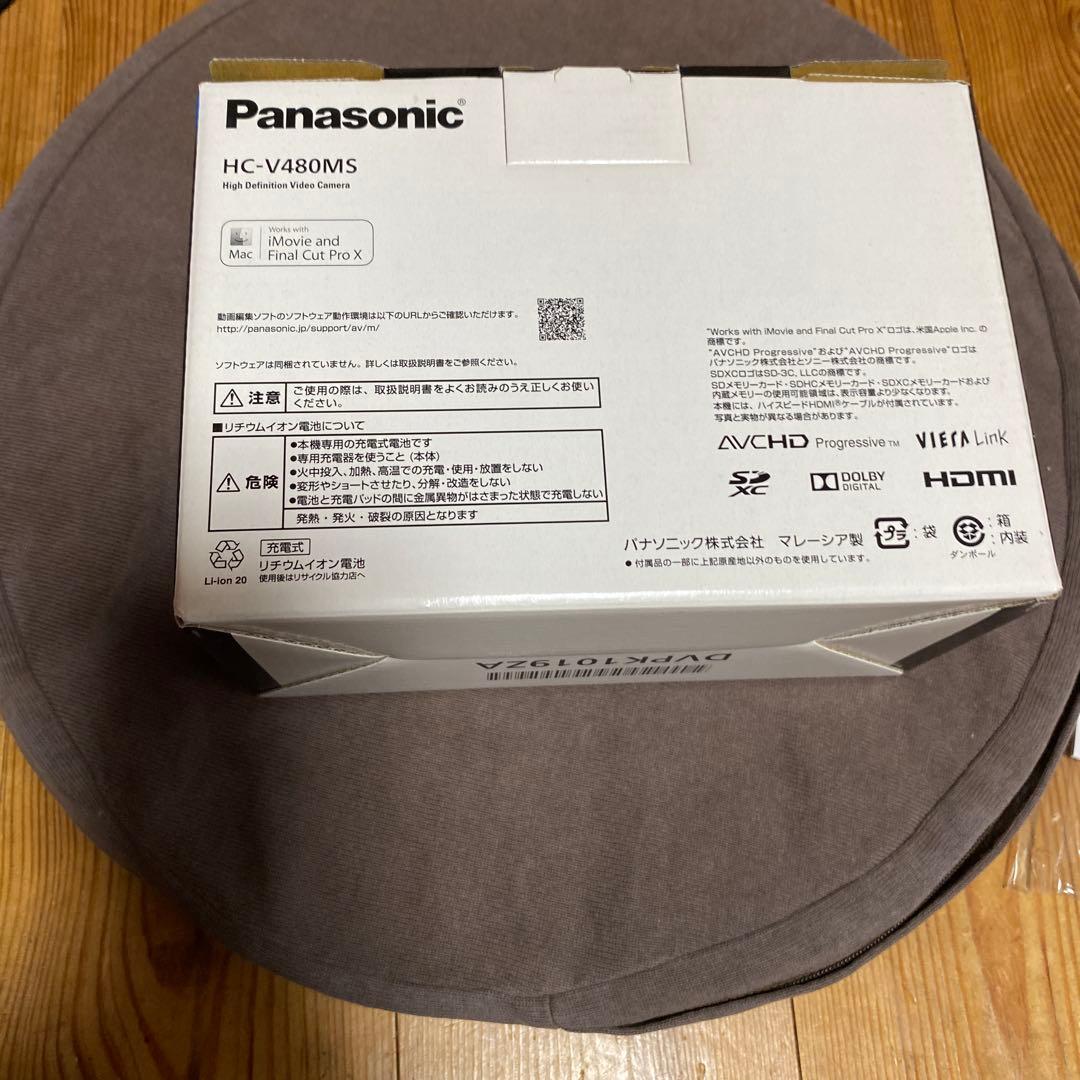 Panasonic®
HC-V480MS
High Definition Video Camera
Works with
iMovie and
Mac
Final Cut Pro X
動画編集ソフトのソフトウェア動作環境は以下のURLからご確認いただけます。
http://panasonic.jp/support/av/m/
ソフトウェアは同梱されていません。詳しくは取扱説明書をご参照ください。
注意
ご使用の際は、取扱説明書をよくお読みのうえ正しくお使い
ください。
■リチウムイオン電池について
危険
●本機専用の充電式電池です
●専用充電器を使うこと(本体)
●火中投入、加熱、高温での充電・使用・放置をしない
●変形やショートさせたり、分解・改造をしない
●電池と充電パッドの間に金属異物がはさまった状態で充電しない
発熱・発火・破裂の原因となります
Li-ion 20
充電式
リチウムイオン電池
使用後はリサイクル協力店へ
"Works with iMovie and Final Cut Pro X"ロゴは、米国Apple Inc. の
商標です。
"AVCHD Progressive"および"AVCHD Progressive"ロゴは
パナソニック株式会社とソニー株式会社の商標です。
SDXCロゴはSD-3C, LLCの商標です。
SDメモリーカード・SDHCメモリーカード・SDXCメモリーカードおよび
内蔵メモリーの使用可能領域は、表示容量より少なくなります。
本機には、ハイスピードHDMI®ケーブルが付属されています。
写真と実物が異なる場合があります。
AVCHD Progressive™ VIERA Link
SD XC DOLBY DIGITAL HDMI
パナソニック株式会社 マレーシア製
●付属品の一部に上記原産地以外のものを使用しています。
プラ : 袋
: 箱
: 内装
ダンボール
DVPK1019ZA